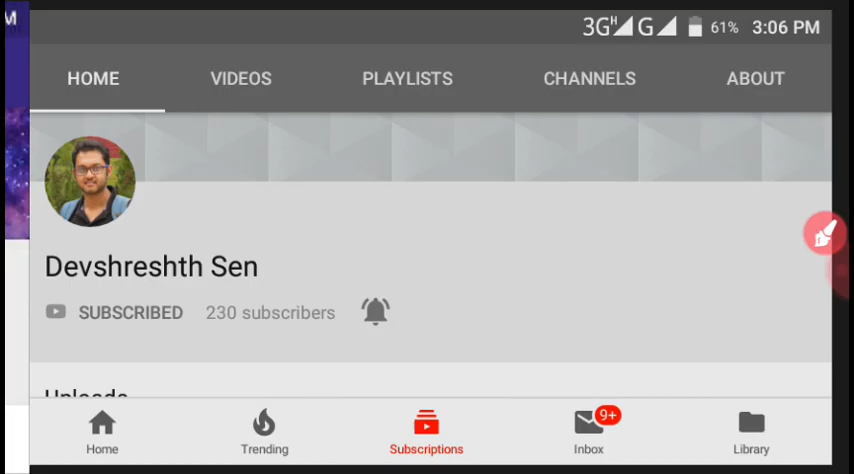 M
3G H G 61% 3:06 PM
HOME VIDEOS PLAYLISTS CHANNELS ABOUT
Devshreshth Sen
SUBSCRIBED 230 subscribers
Uploads
9+
Home Trending Subscriptions Inbox Library